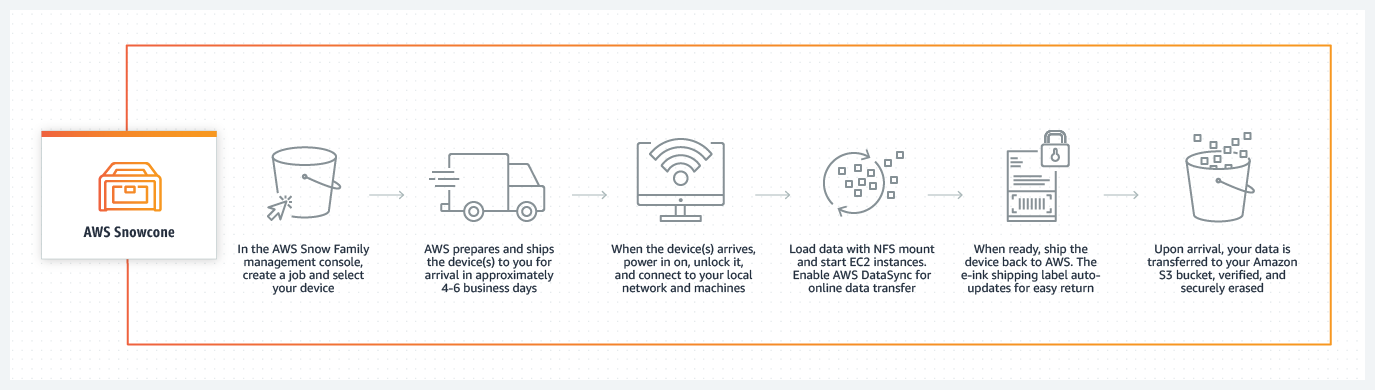 AWS Snowcone
In the AWS Snow Family
management console,
create a job and select
your device
AWS prepares and ships
the device(s) to you for
arrival in approximately
4-6 business days
When the device(s) arrives,
power in on, unlock it,
and connect to your local
network and machines
Load data with NFS mount
and start EC2 instances.
Enable AWS DataSync for
online data transfer
When ready, ship the
device back to AWS. The
e-ink shipping label auto-
updates for easy return
Upon arrival, your data is
transferred to your Amazon
S3 bucket, verified, and
securely erased